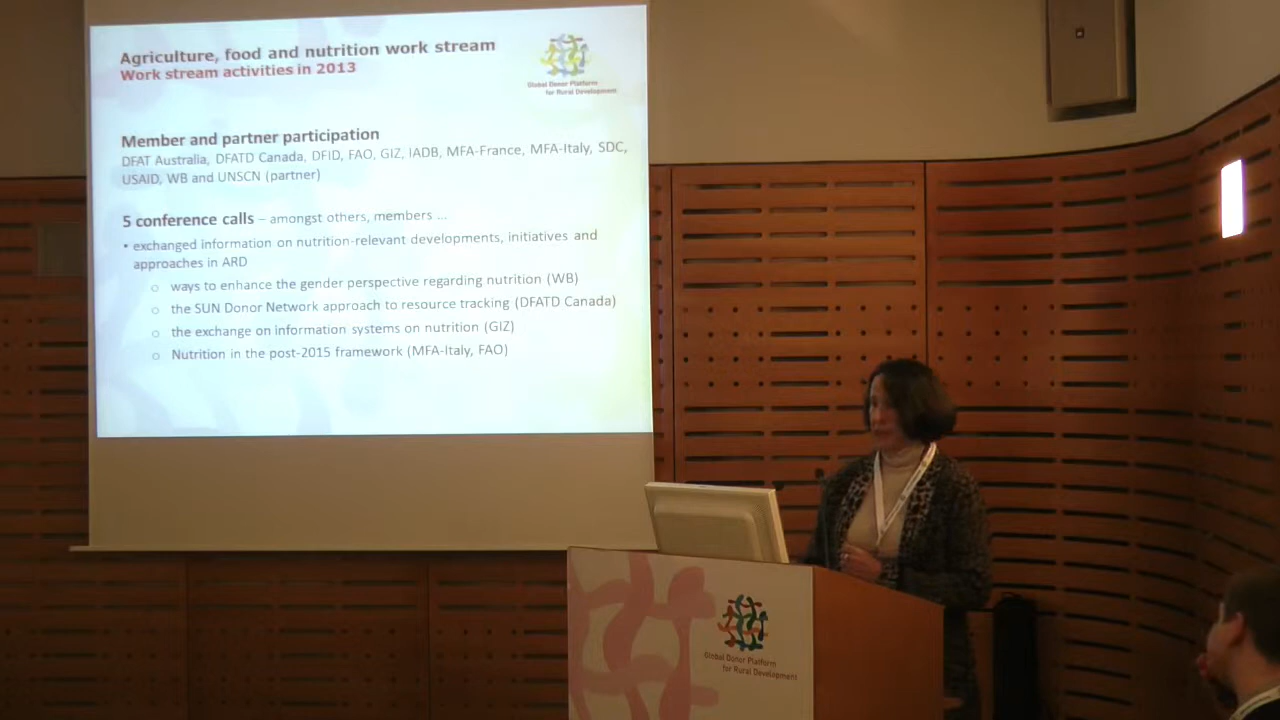 Agriculture, food and nutrition work stream
Work stream activities in 2013
Global Donor Platform
for Rural Development
Member and partner participation
DFAT Australia, DFATD Canada, DFID, FAO, GIZ, IADB, MFA-France, MFA-Italy, SDC,
USAID, WB and UNSCN (partner)
5 conference calls – amongst others, members ...
• exchanged information on nutrition-relevant developments, initiatives and
approaches in ARD
○ ways to enhance the gender perspective regarding nutrition (WB)
○ the SUN Donor Network approach to resource tracking (DFATD Canada)
○ the exchange on information systems on nutrition (GIZ)
○ Nutrition in the post-2015 framework (MFA-Italy, FAO)
Global Donor Platform
for Rural Development